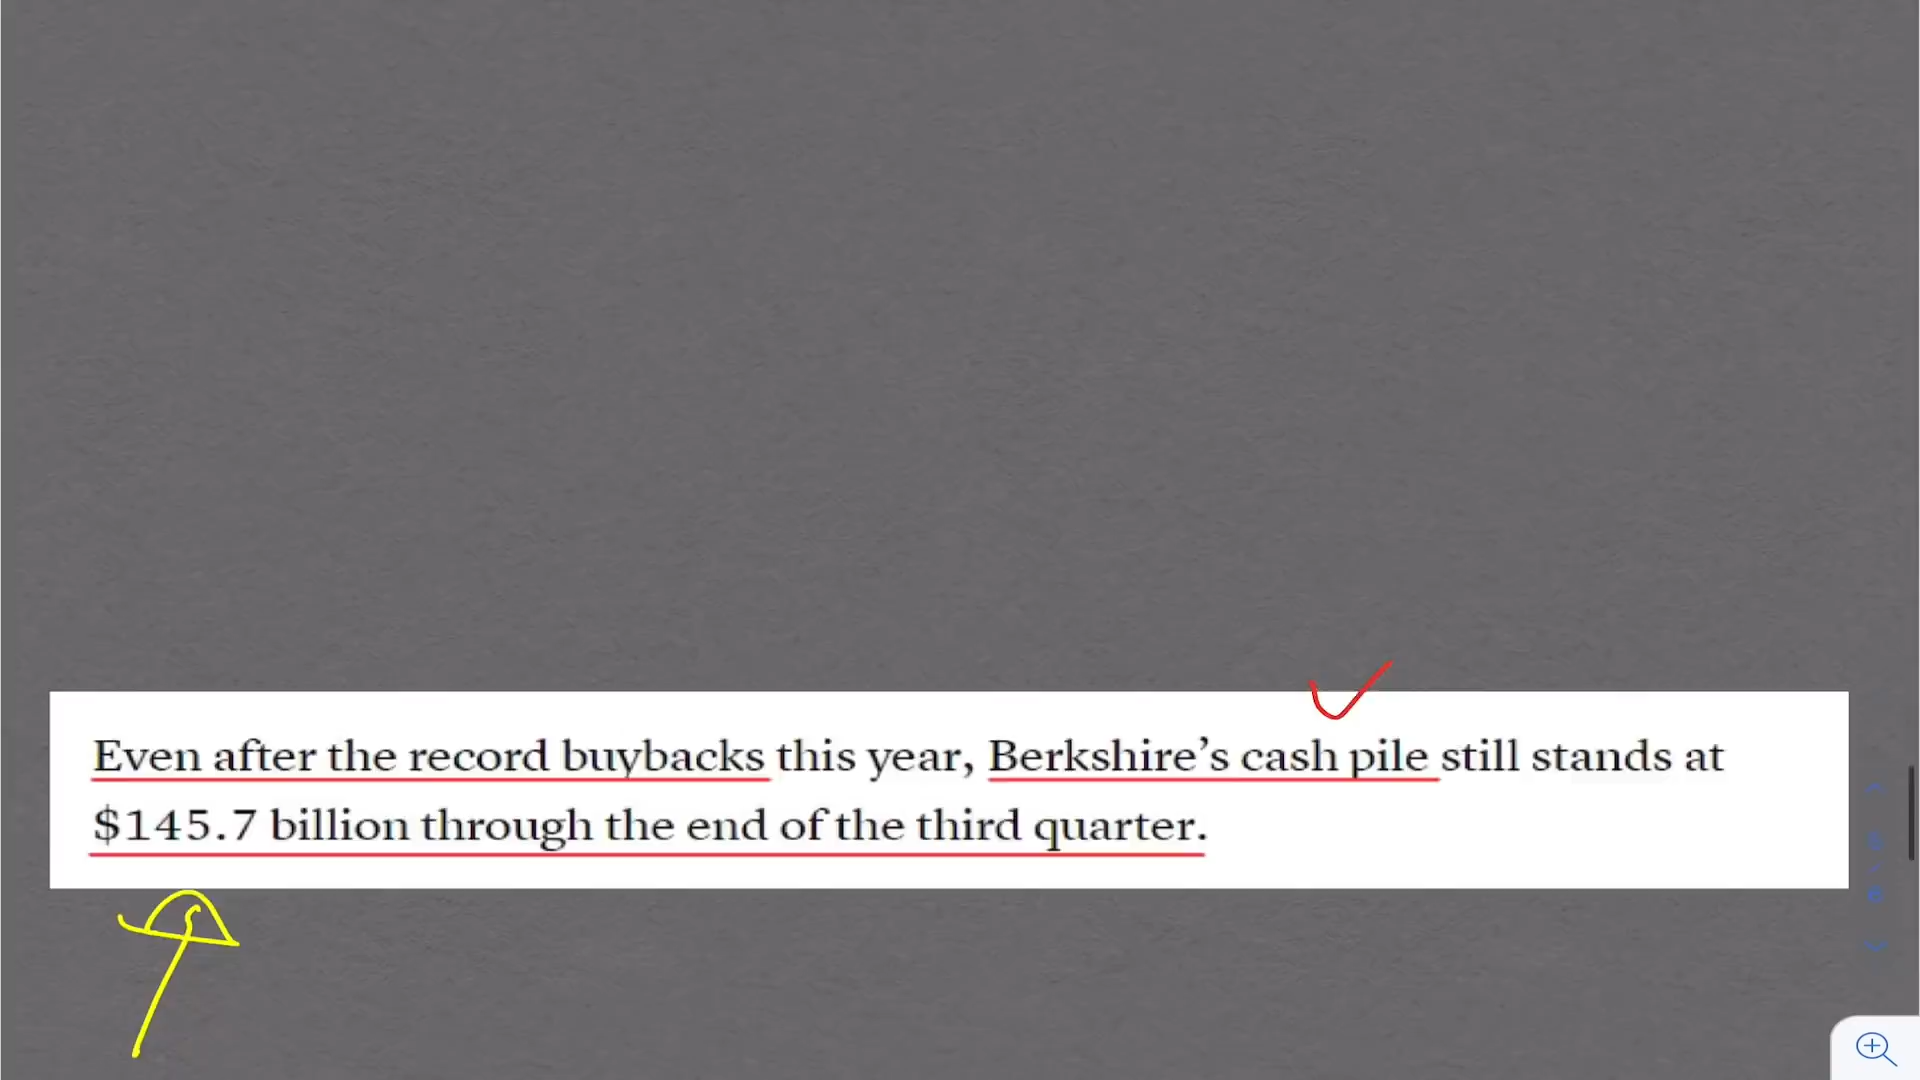 Even after the record buybacks this year, Berkshire’s cash pile still stands at
$145.7 billion through the end of the third quarter.